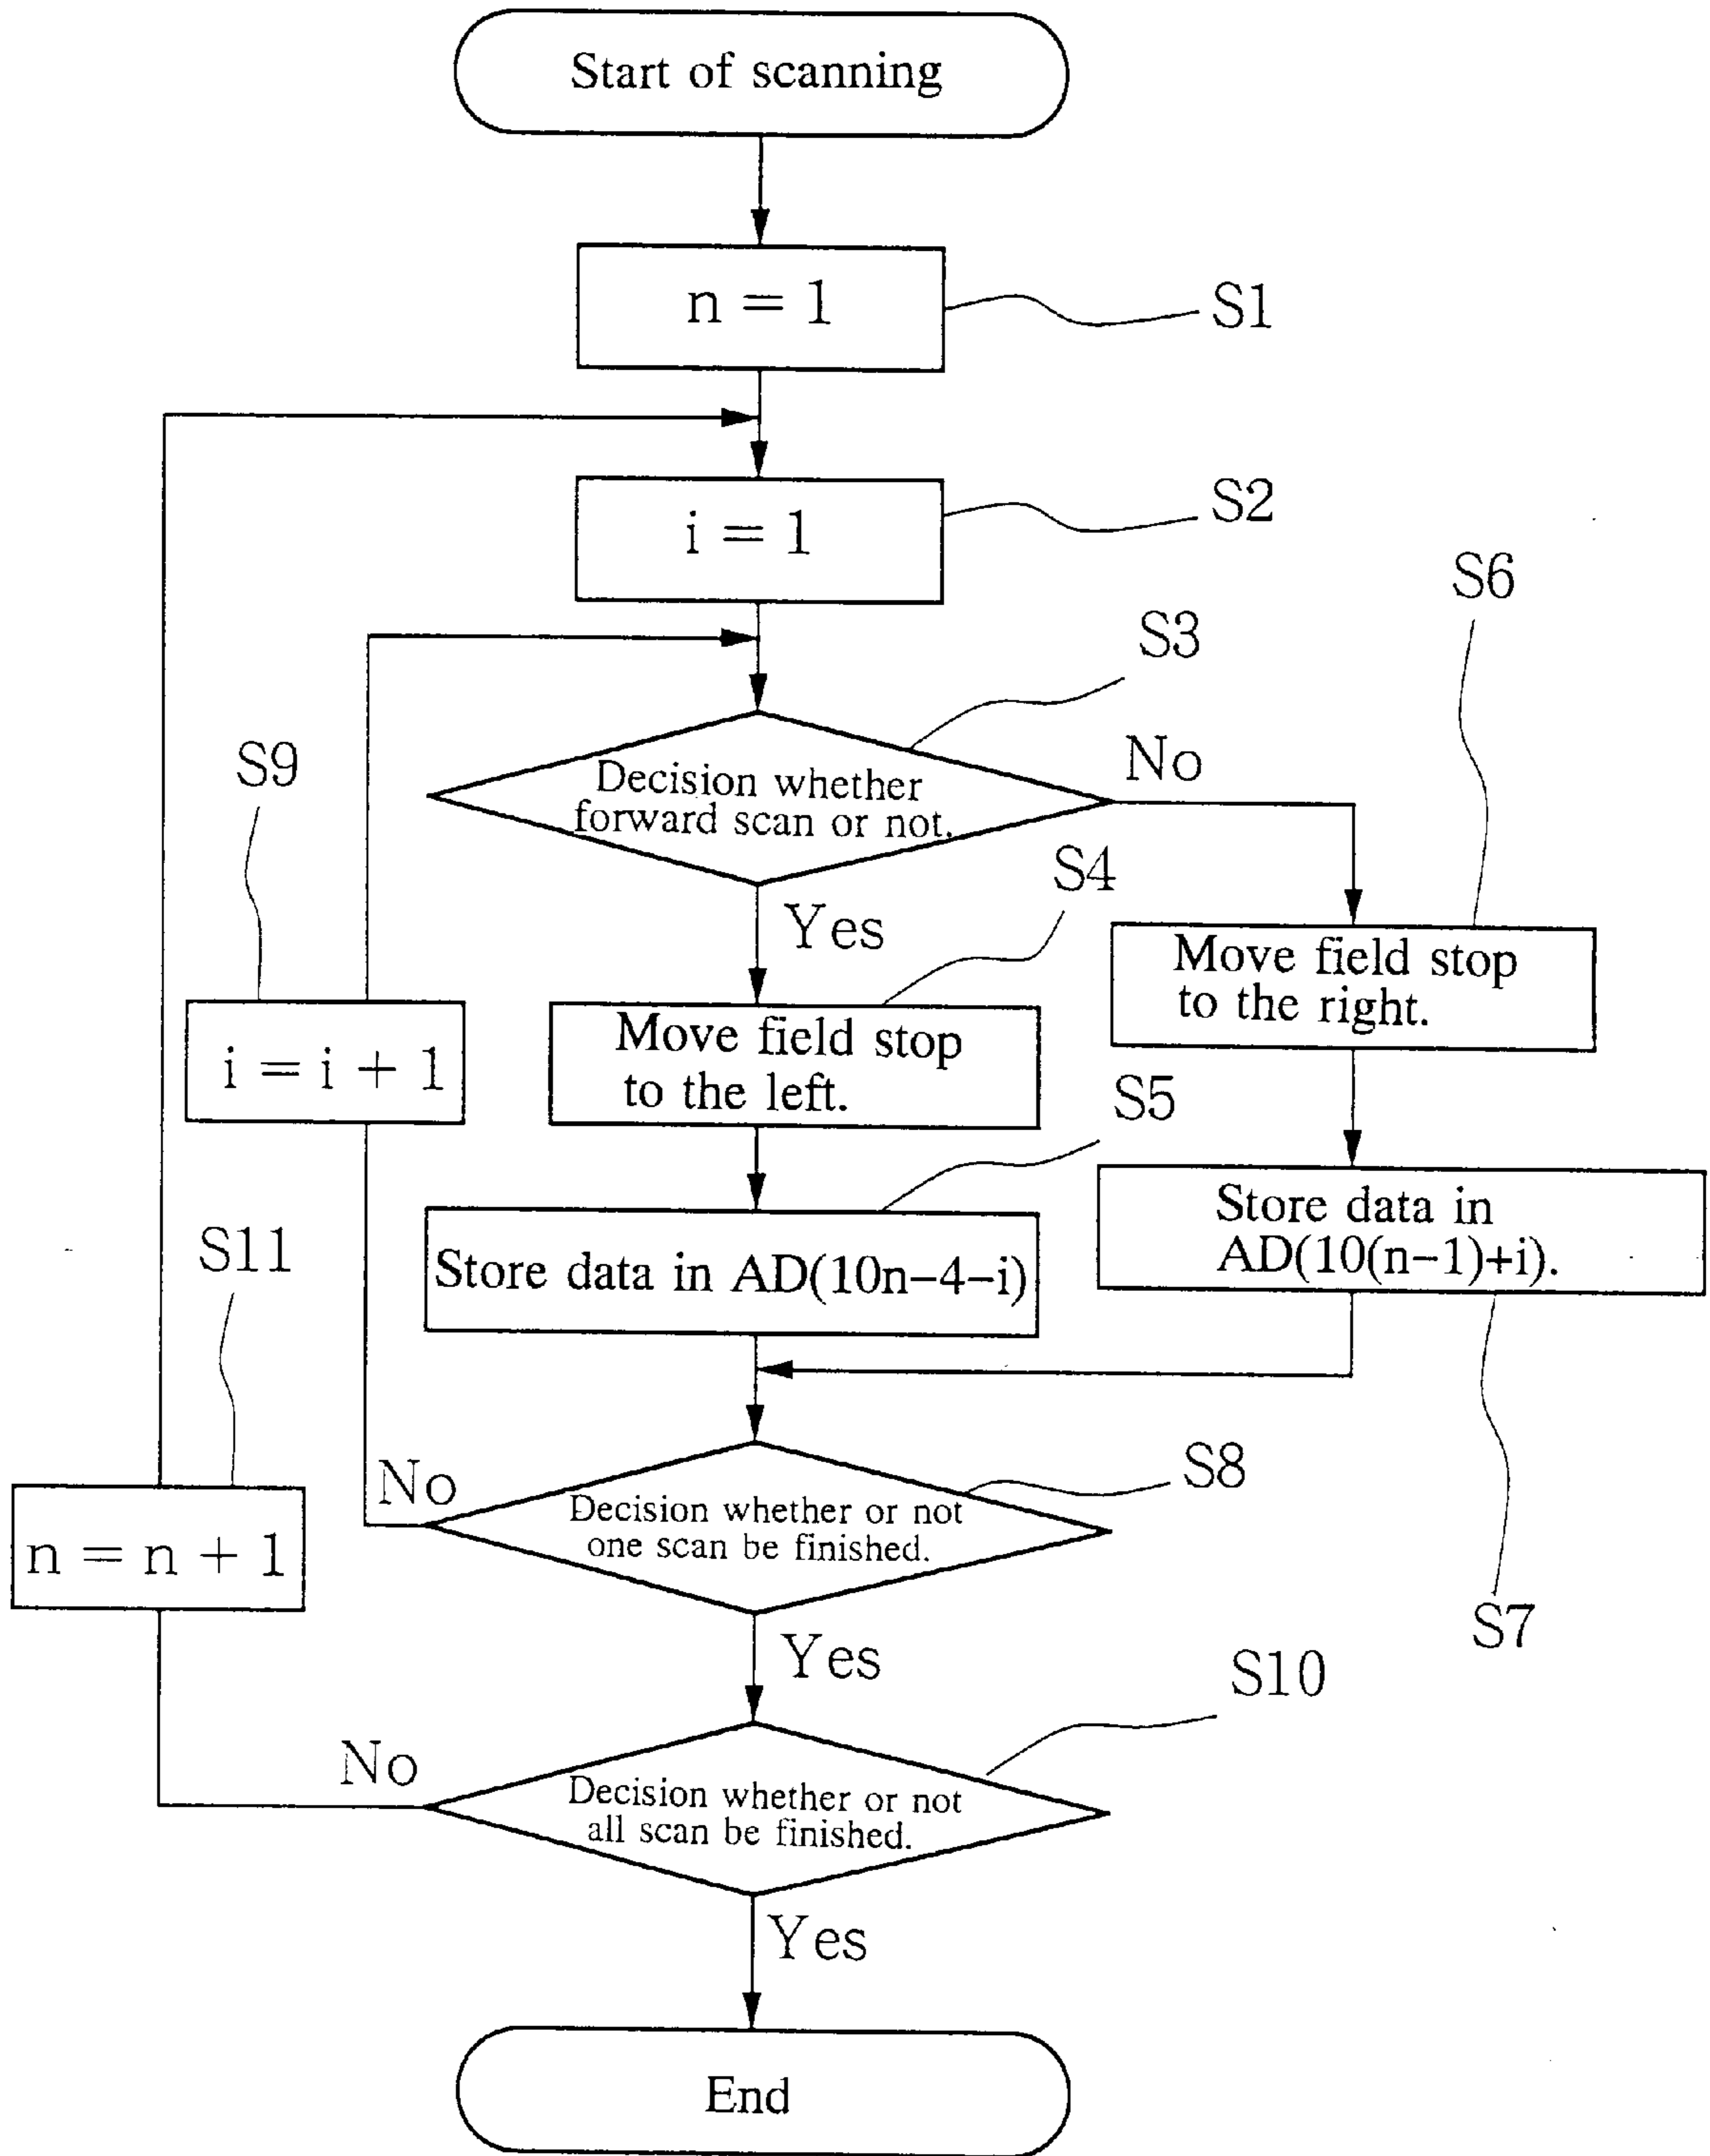 Start of scanning
n = 1
S1
i = 1
S2
S6
S3
Decision whether
forward scan or not.
No
S9
S4
Yes
Move field stop
to the right.
Move field stop
to the left.
i = i + 1
S5
Store data in
AD(10(n-1)+i).
S11
Store data in AD(10n-4-i)
S8
No
Decision whether or not
one scan be finished.
n = n + 1
S7
Yes
S10
No
Decision whether or not
all scan be finished.
Yes
End